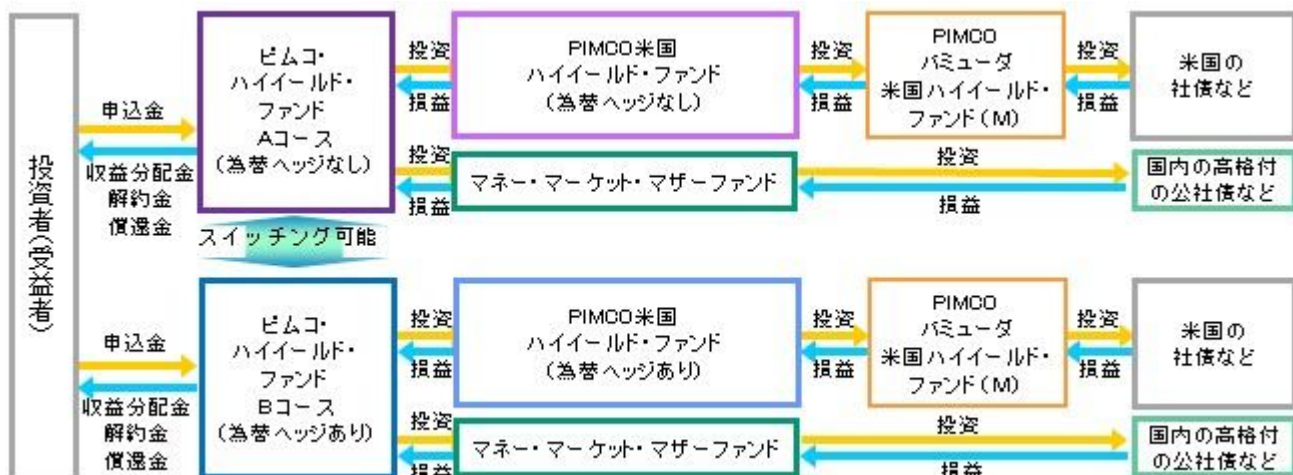 投資者(受益者)
申込金
収益分配金
解約金
償還金
ピムコ・
ハイイールド・
ファンド
Aコース
(為替ヘッジなし)
投資
損益
PIMCO米国
ハイイールド・ファンド
(為替ヘッジなし)
投資
損益
PIMCO
バミューダ
米国ハイイールド・
ファンド(M)
投資
損益
米国の
社債など
投資
損益
マネー・マーケット・マザーファンド
投資
損益
国内の高格付
の公社債など
スイッチング可能
申込金
収益分配金
解約金
償還金
ピムコ・
ハイイールド・
ファンド
Bコース
(為替ヘッジあり)
投資
損益
PIMCO米国
ハイイールド・ファンド
(為替ヘッジあり)
投資
損益
PIMCO
バミューダ
米国ハイイールド・
ファンド(M)
投資
損益
米国の
社債など
投資
損益
マネー・マーケット・マザーファンド
投資
損益
国内の高格付
の公社債など